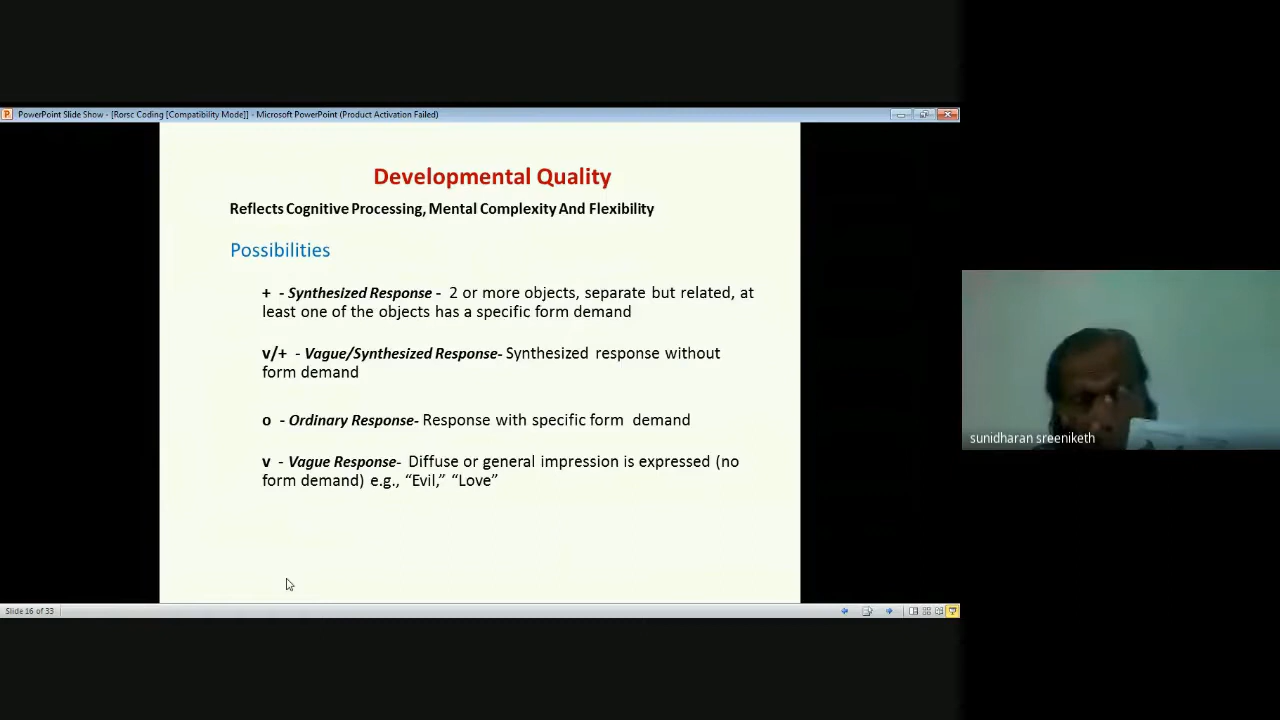 PowerPoint Slide Show - [Rorsc Coding [Compatibility Mode]] - Microsoft PowerPoint (Product Activation Failed)
Developmental Quality
Reflects Cognitive Processing, Mental Complexity And Flexibility
Possibilities
+ - Synthesized Response - 2 or more objects, separate but related, at
least one of the objects has a specific form demand
v/+ - Vague/Synthesized Response- Synthesized response without
form demand
o - Ordinary Response- Response with specific form demand
v - Vague Response- Diffuse or general impression is expressed (no
form demand) e.g., “Evil,” “Love”
sunidharan sreeniketh
Slide 16 of 33